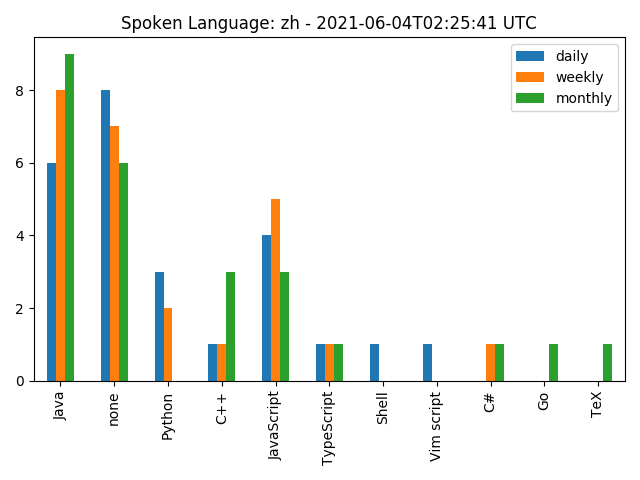 Spoken Language: zh - 2021-06-04T02:25:41 UTC
daily
weekly
monthly
8
6
4
2
0
Java
none
Python
C++
JavaScript
TypeScript
Shell
Vim script
C#
Go
TeX